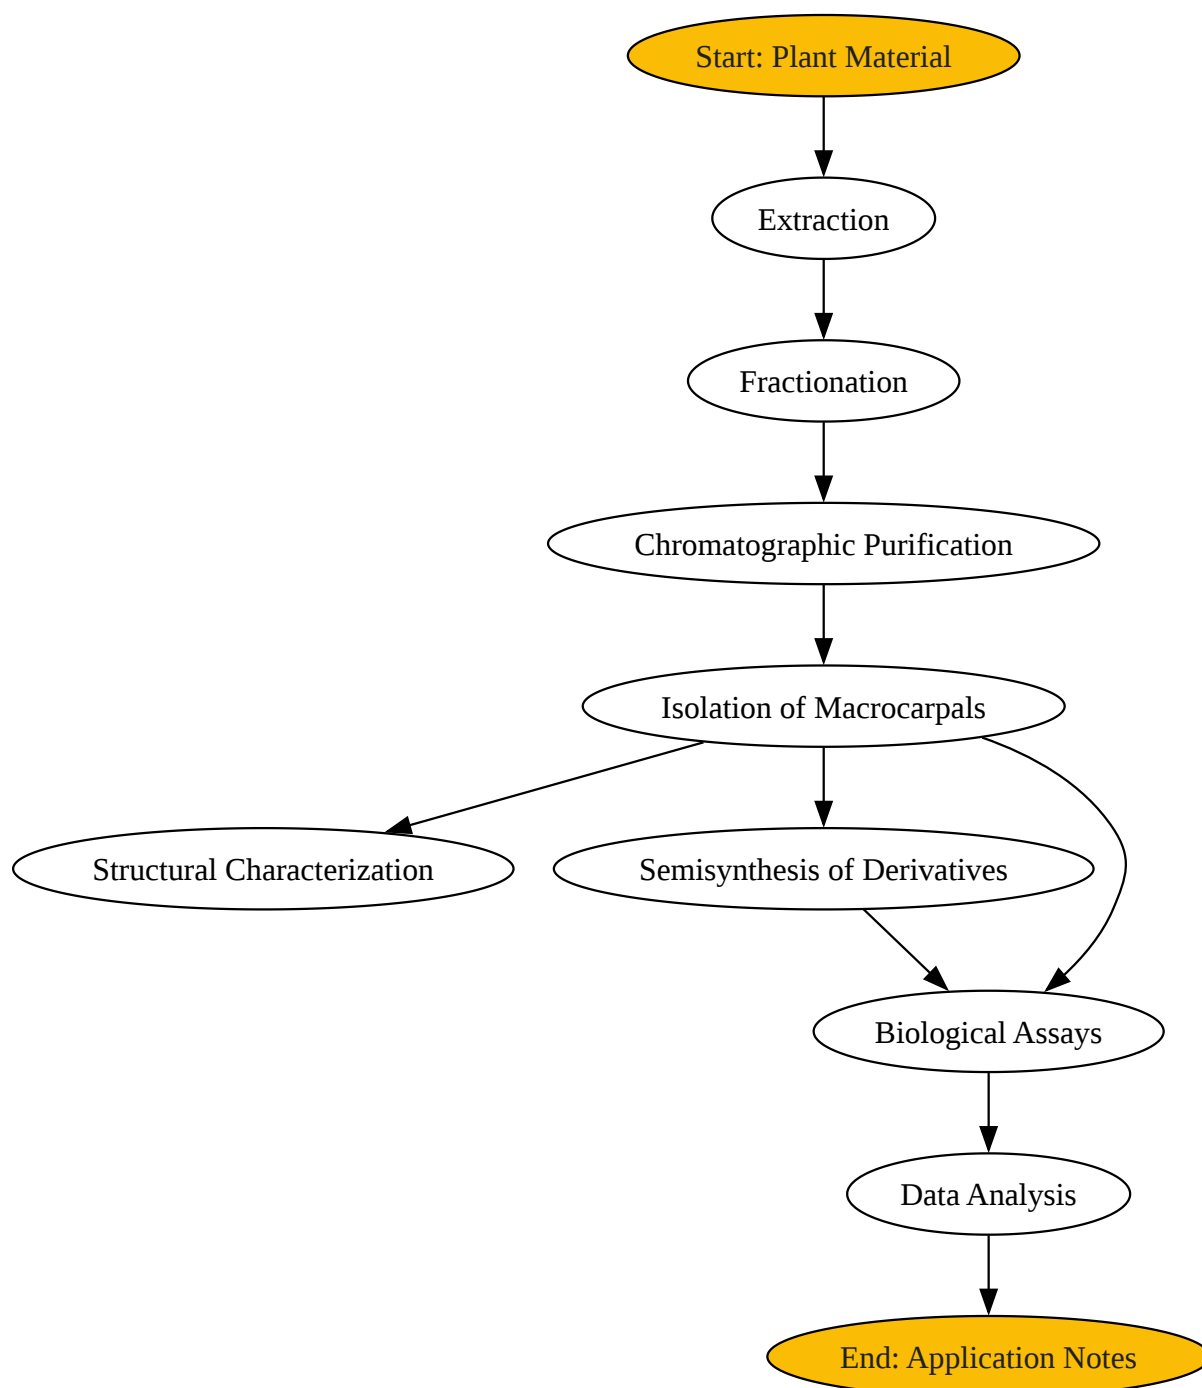 Start: Plant Material
Extraction
Fractionation
Chromatographic Purification
Isolation of Macrocarpals
Structural Characterization
Semisynthesis of Derivatives
Biological Assays
Data Analysis
End: Application Notes